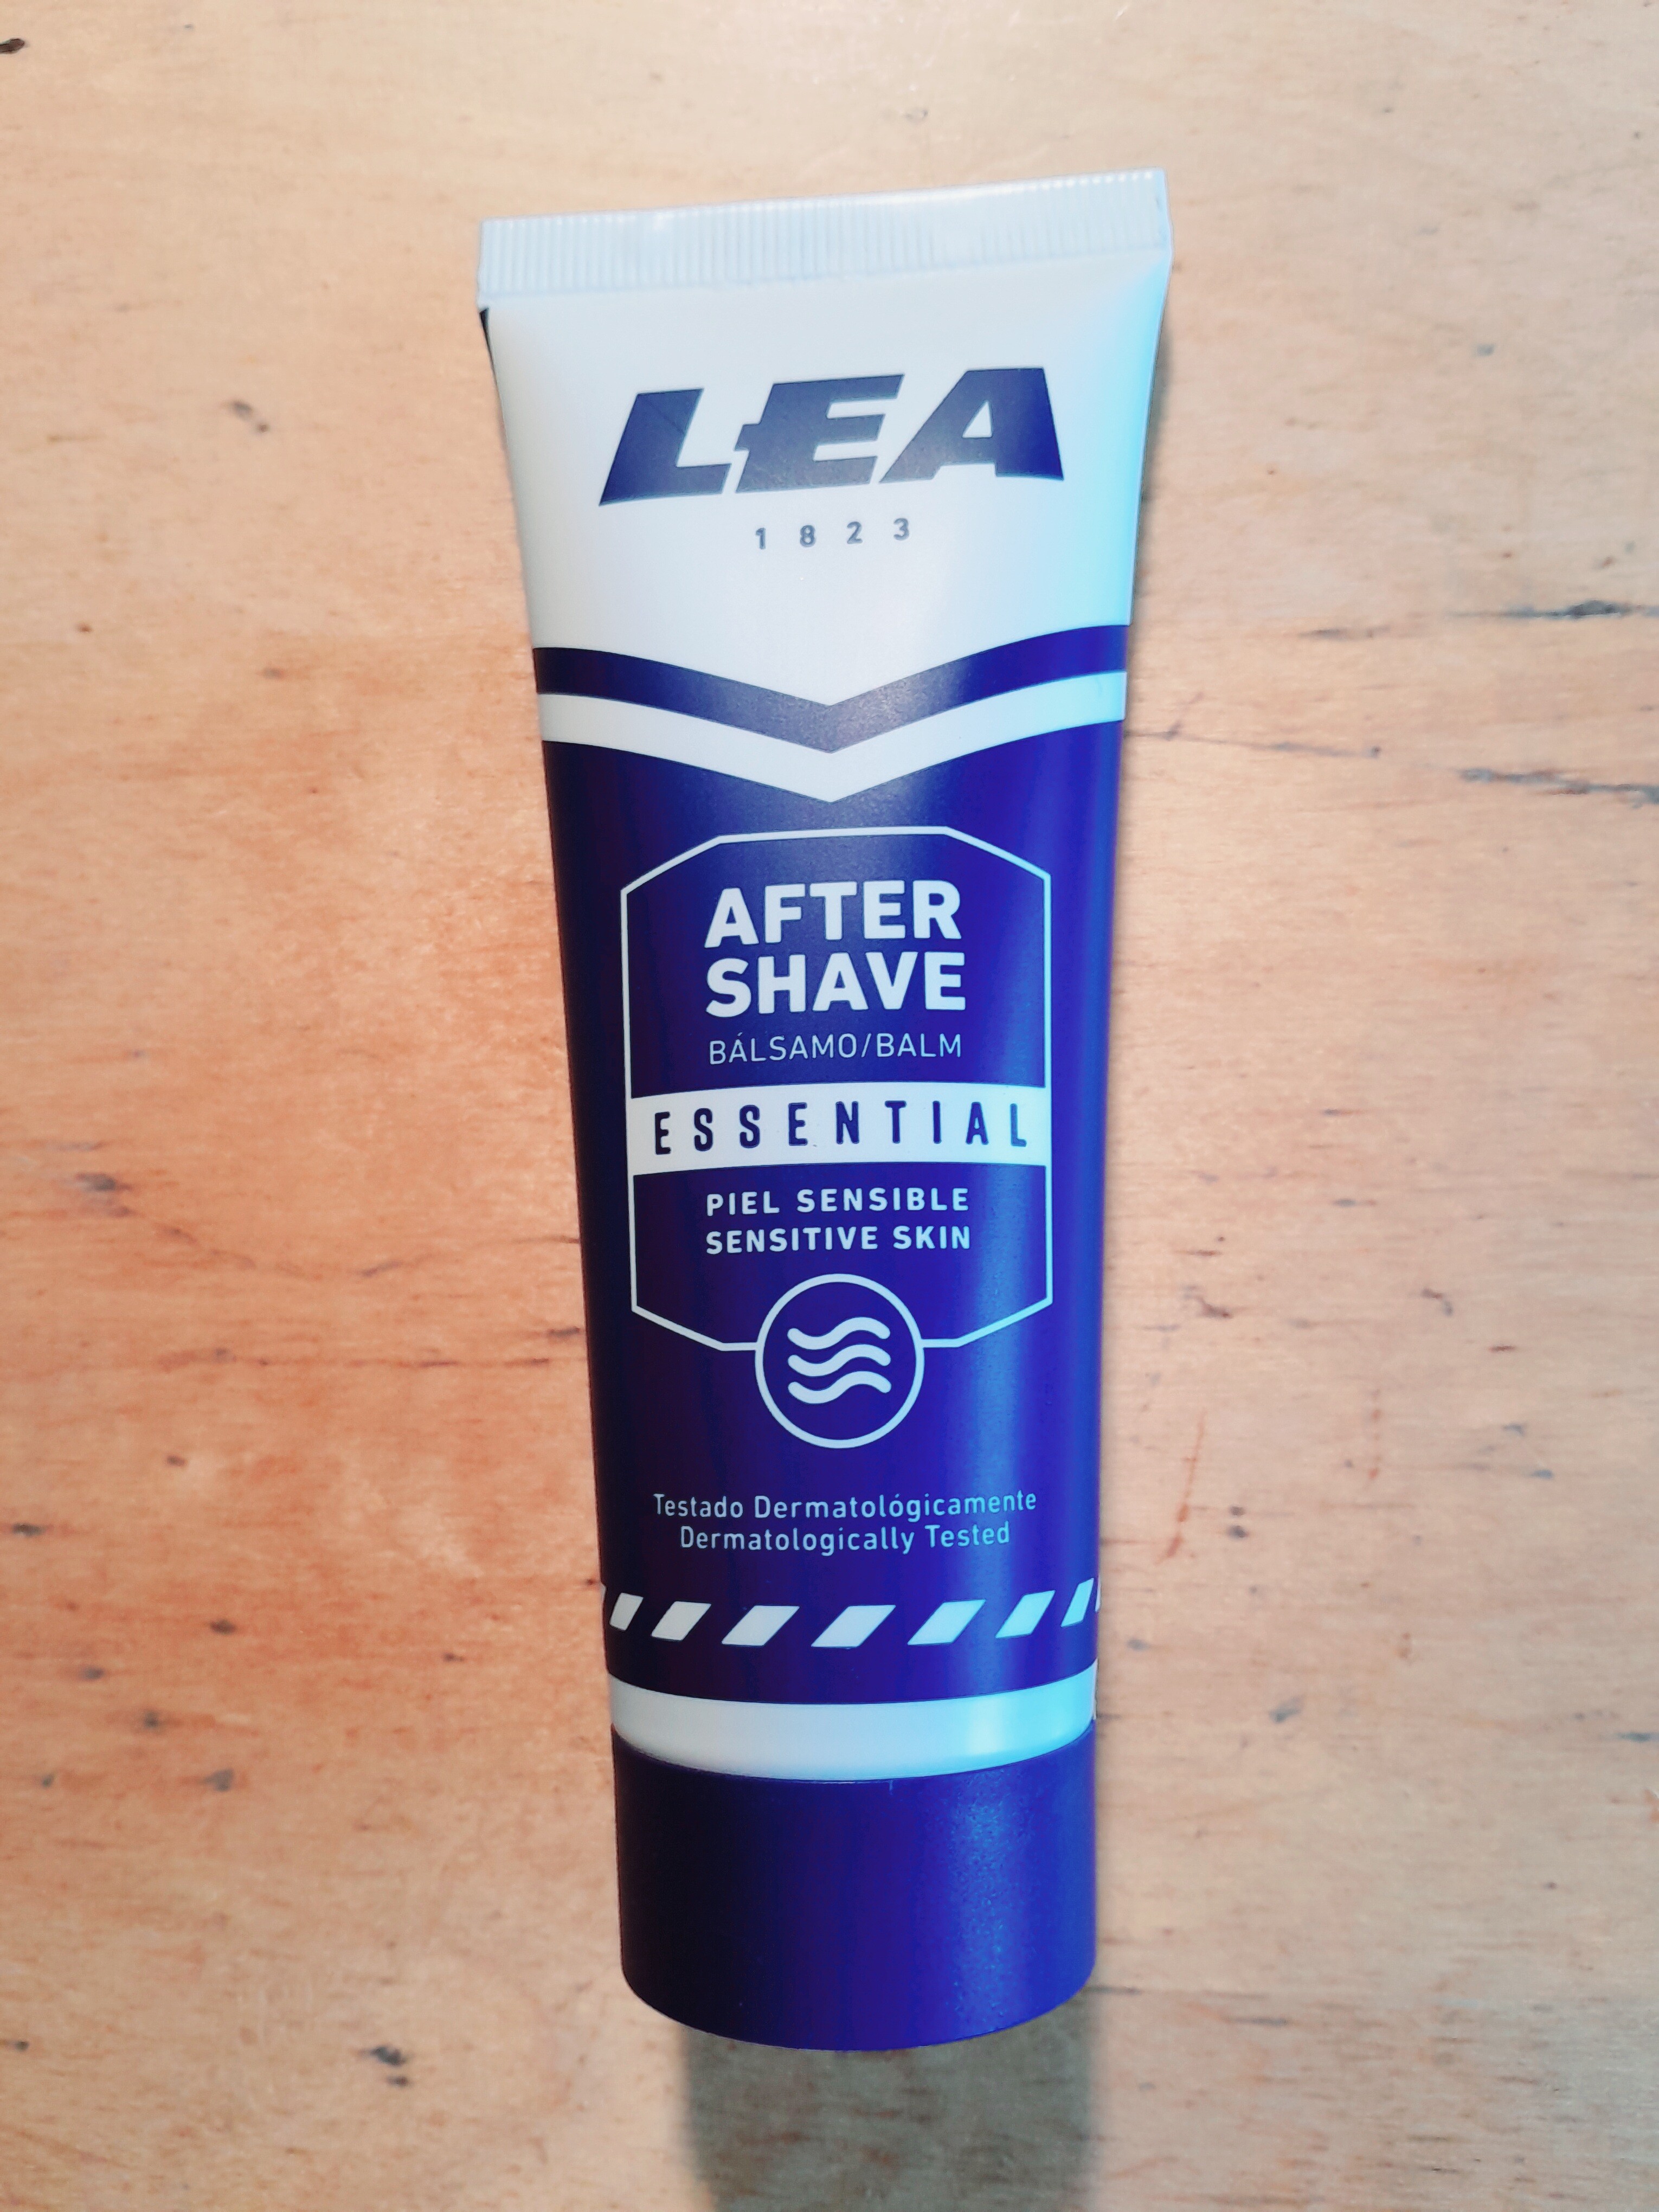 LEA
1823
AFTER
SHAVE
BÁLSAMO/BALM
ESSENTIAL
PIEL SENSIBLE
SENSITIVE SKIN
Testado Dermatológicamente
Dermatologically Tested